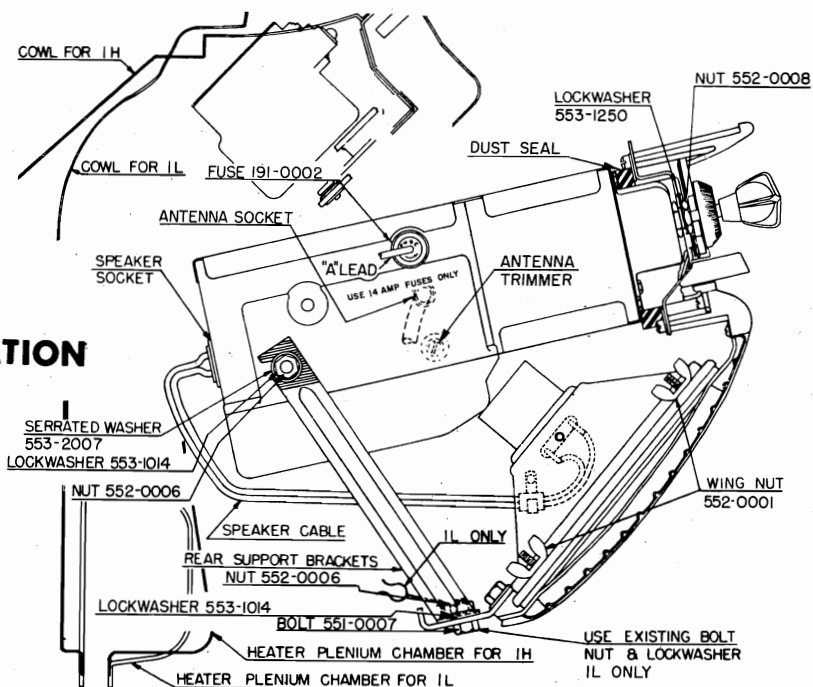 COWL FOR IH
NUT 552-0008
LOCKWASHER
553-1250
DUST SEAL
COWL FOR IL
FUSE 191-0002
ANTENNA SOCKET
SPEAKER
SOCKET
"A" LEAD
ANTENNA
TRIMMER
USE 14 AMP FUSES ONLY
TION
SERRATED WASHER
553-2007
LOCKWASHER 553-1014
NUT 552-0006
WING NUT
552-0001
SPEAKER CABLE
IL ONLY
REAR SUPPORT BRACKETS
NUT 552-0006
LOCKWASHER 553-1014
BOLT 551-0007
USE EXISTING BOLT
NUT & LOCKWASHER
IL ONLY
HEATER PLENIUM CHAMBER FOR IH
HEATER PLENIUM CHAMBER FOR IL